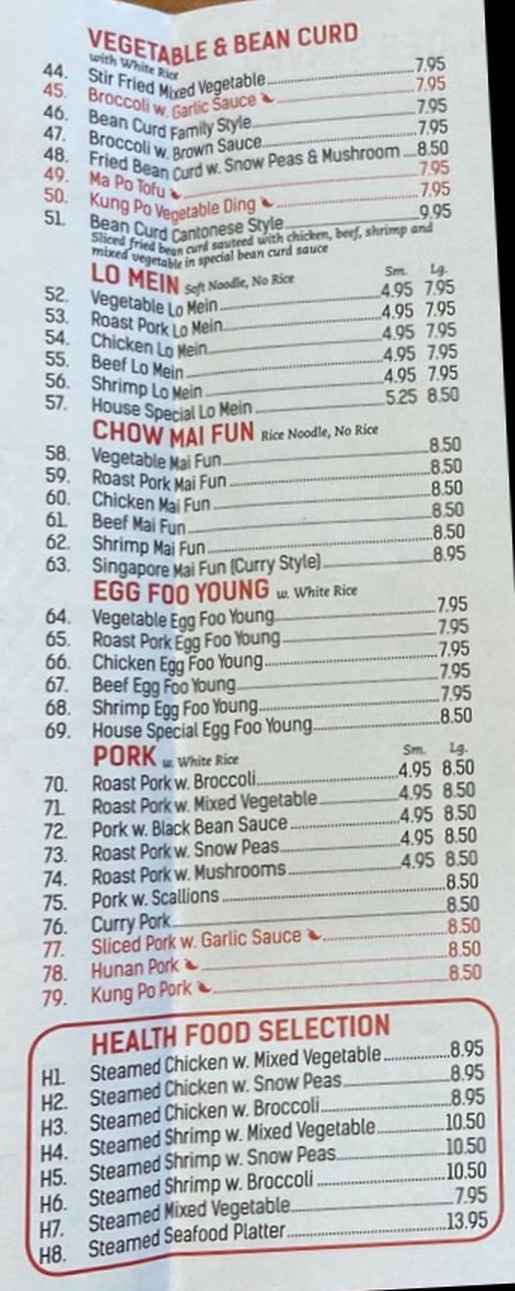 VEGETABLE & BEAN CURD
with White Rice
44. Stir Fried Mixed Vegetable 7.95
45. Broccoli w. Garlic Sauce 7.95
46. Bean Curd Family Style 7.95
47. Broccoli w. Brown Sauce 7.95
48. Fried Bean Curd w. Snow Peas & Mushroom 8.50
49. Ma Po Tofu 7.95
50. Kung Po Vegetable Ding 7.95
51. Bean Curd Cantonese Style 9.95
Sliced fried bean curd sauteed with chicken, beef, shrimp and
mixed vegetable in special bean curd sauce
LO MEIN Soft Noodle, No Rice Sm. Lg.
52. Vegetable Lo Mein 4.95 7.95
53. Roast Pork Lo Mein 4.95 7.95
54. Chicken Lo Mein 4.95 7.95
55. Beef Lo Mein 4.95 7.95
56. Shrimp Lo Mein 4.95 7.95
57. House Special Lo Mein 5.25 8.50
CHOW MAI FUN Rice Noodle, No Rice
58. Vegetable Mai Fun 8.50
59. Roast Pork Mai Fun 8.50
60. Chicken Mai Fun 8.50
61. Beef Mai Fun 8.50
62. Shrimp Mai Fun 8.50
63. Singapore Mai Fun (Curry Style) 8.95
EGG FOO YOUNG w. White Rice
64. Vegetable Egg Foo Young 7.95
65. Roast Pork Egg Foo Young 7.95
66. Chicken Egg Foo Young 7.95
67. Beef Egg Foo Young 7.95
68. Shrimp Egg Foo Young 7.95
69. House Special Egg Foo Young 8.50
PORK w. White Rice Sm. Lg.
70. Roast Pork w. Broccoli 4.95 8.50
71. Roast Pork w. Mixed Vegetable 4.95 8.50
72. Pork w. Black Bean Sauce 4.95 8.50
73. Roast Pork w. Snow Peas 4.95 8.50
74. Roast Pork w. Mushrooms 4.95 8.50
75. Pork w. Scallions 8.50
76. Curry Pork 8.50
77. Sliced Pork w. Garlic Sauce 8.50
78. Hunan Pork 8.50
79. Kung Po Pork 8.50
HEALTH FOOD SELECTION
H1. Steamed Chicken w. Mixed Vegetable 8.95
H2. Steamed Chicken w. Snow Peas 8.95
H3. Steamed Chicken w. Broccoli 8.95
H4. Steamed Shrimp w. Mixed Vegetable 10.50
H5. Steamed Shrimp w. Snow Peas 10.50
H6. Steamed Shrimp w. Broccoli 10.50
H7. Steamed Mixed Vegetable 7.95
H8. Steamed Seafood Platter 13.95